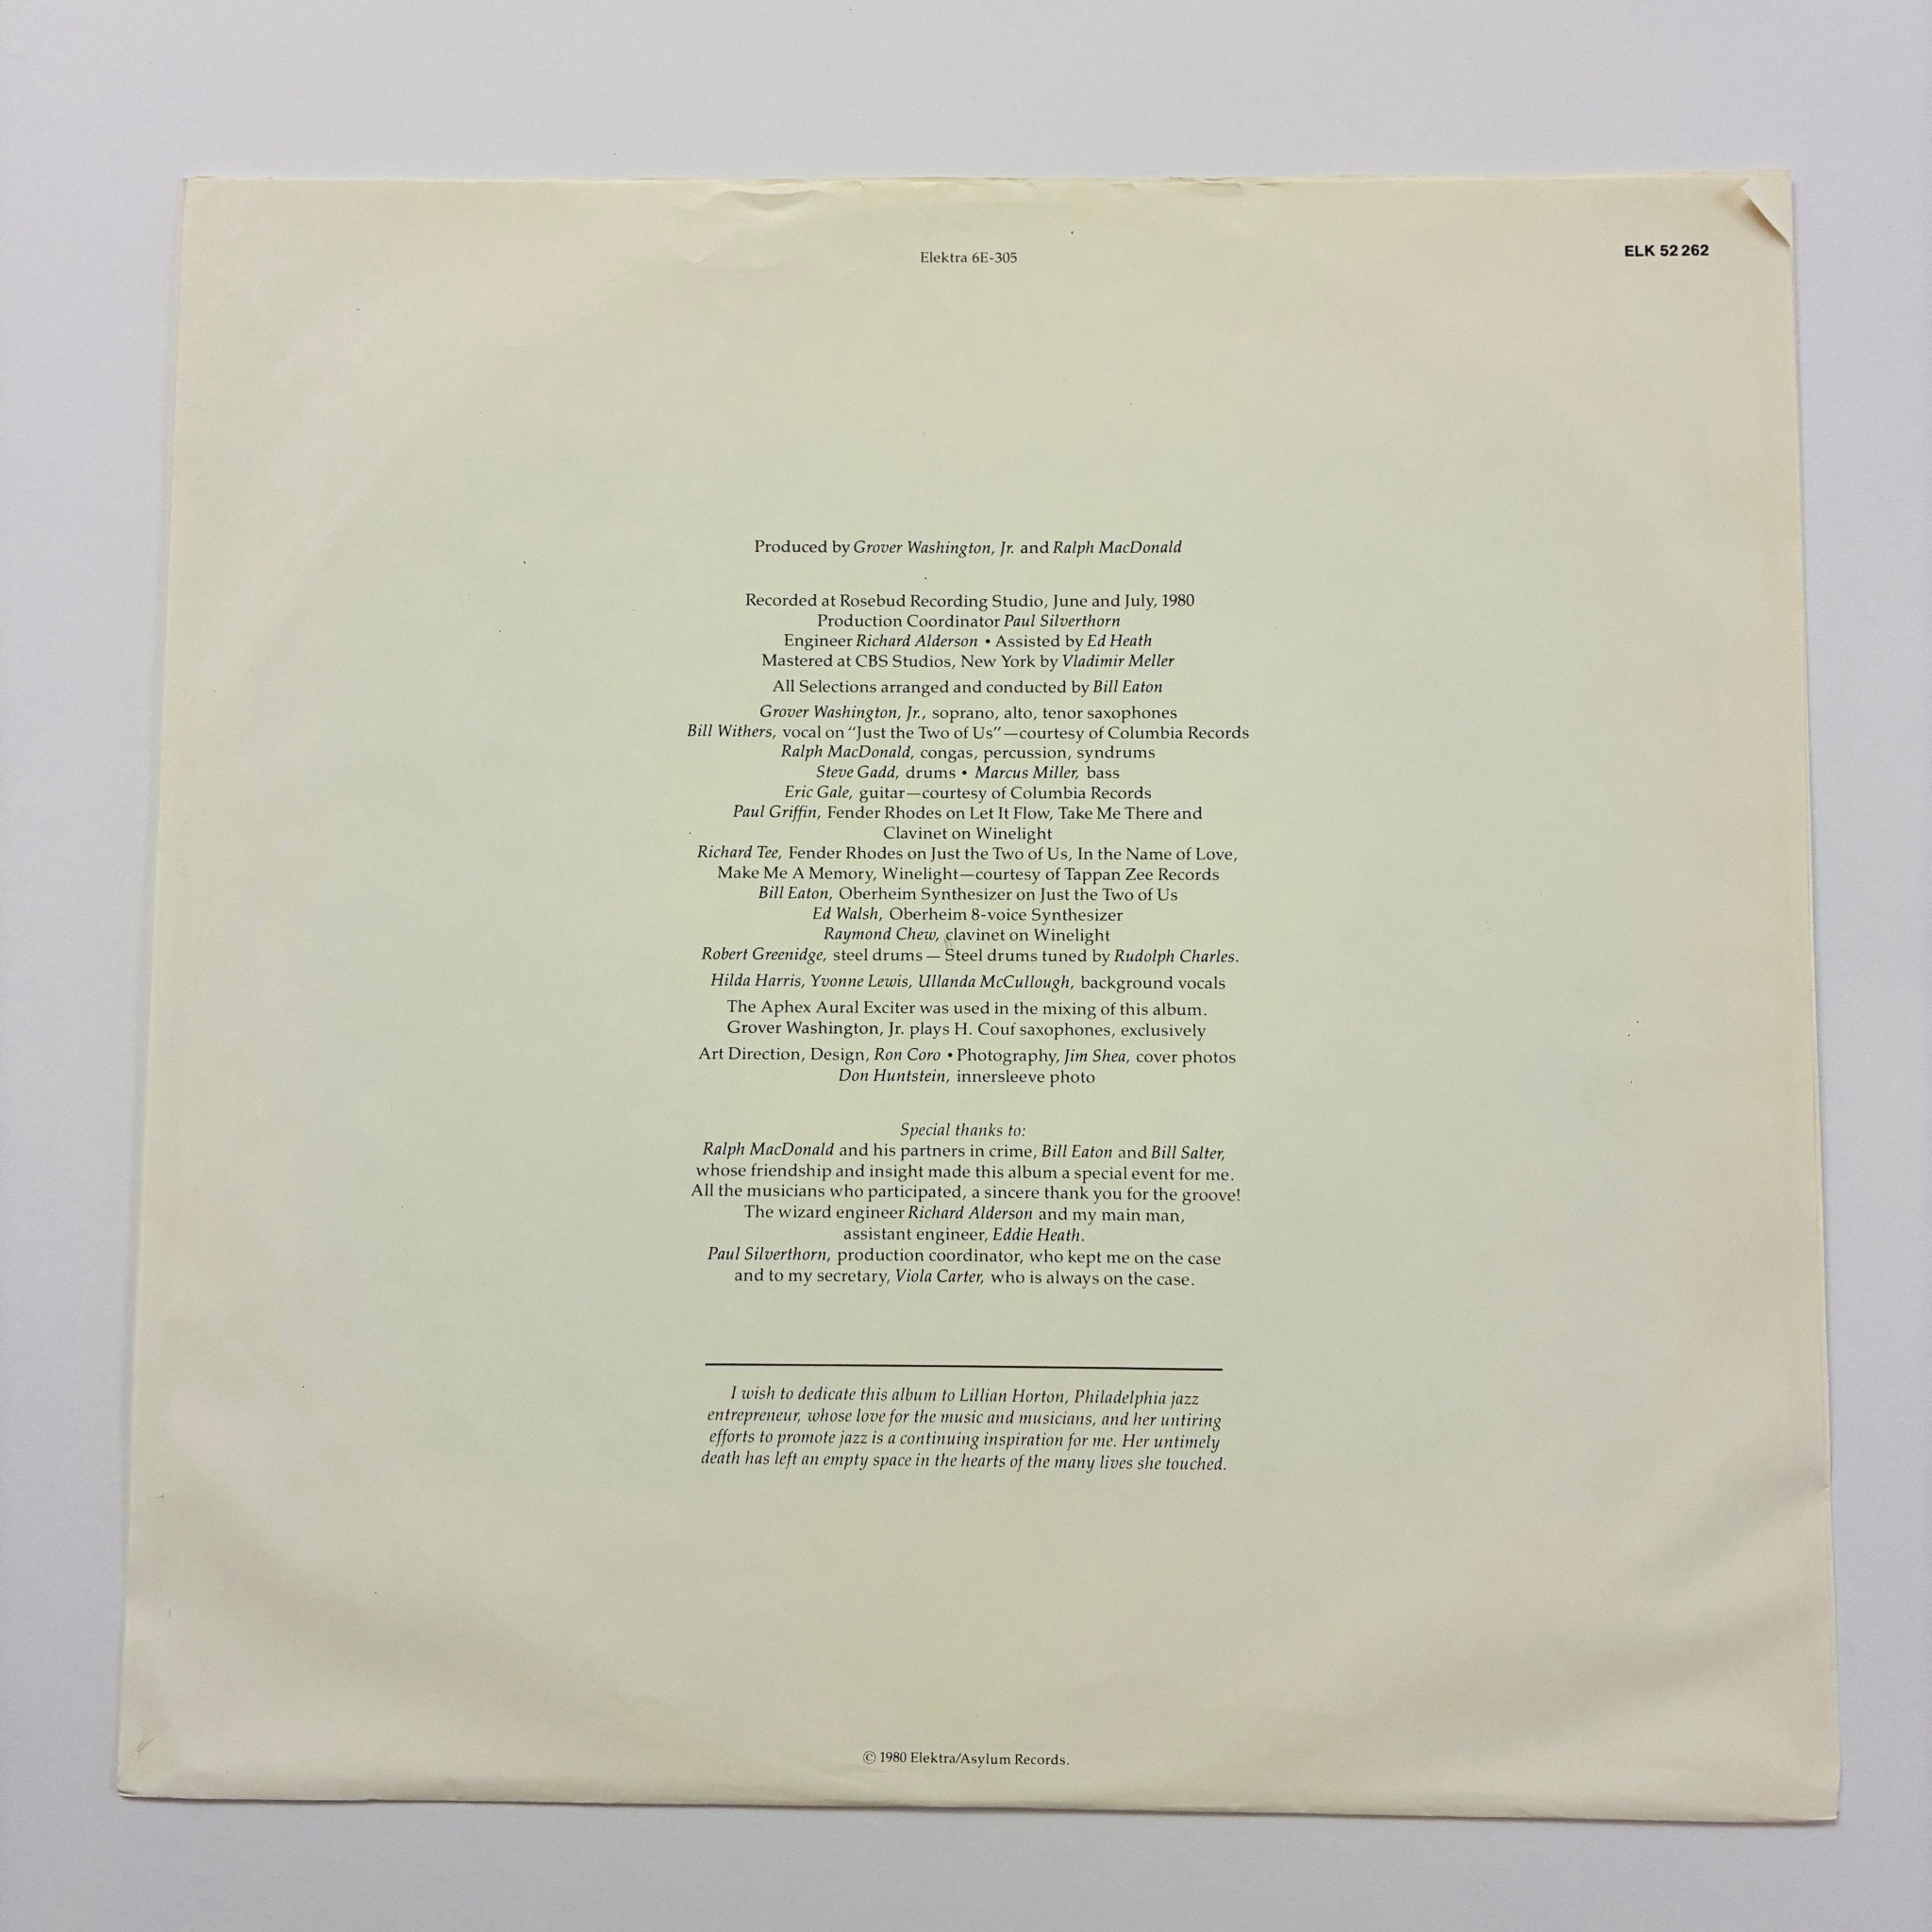 Elektra 6E-305
ELK 52 262
Produced by Grover Washington, Jr. and Ralph MacDonald
Recorded at Rosebud Recording Studio, June and July, 1980
Production Coordinator Paul Silverthorn
Engineer Richard Alderson • Assisted by Ed Heath
Mastered at CBS Studios, New York by Vladimir Meller
All Selections arranged and conducted by Bill Eaton
Grover Washington, Jr., soprano, alto, tenor saxophones
Bill Withers, vocal on “Just the Two of Us”—courtesy of Columbia Records
Ralph MacDonald, congas, percussion, syndrums
Steve Gadd, drums • Marcus Miller, bass
Eric Gale, guitar—courtesy of Columbia Records
Paul Griffin, Fender Rhodes on Let It Flow, Take Me There and
Clavinet on Winelight
Richard Tee, Fender Rhodes on Just the Two of Us, In the Name of Love,
Make Me A Memory, Winelight—courtesy of Tappan Zee Records
Bill Eaton, Oberheim Synthesizer on Just the Two of Us
Ed Walsh, Oberheim 8-voice Synthesizer
Raymond Chew, clavinet on Winelight
Robert Greenidge, steel drums — Steel drums tuned by Rudolph Charles.
Hilda Harris, Yvonne Lewis, Ullanda McCullough, background vocals
The Aphex Aural Exciter was used in the mixing of this album.
Grover Washington, Jr. plays H. Couf saxophones, exclusively
Art Direction, Design, Ron Coro • Photography, Jim Shea, cover photos
Don Huntstein, innersleeve photo
Special thanks to:
Ralph MacDonald and his partners in crime, Bill Eaton and Bill Salter,
whose friendship and insight made this album a special event for me.
All the musicians who participated, a sincere thank you for the groove!
The wizard engineer Richard Alderson and my main man,
assistant engineer, Eddie Heath.
Paul Silverthorn, production coordinator, who kept me on the case
and to my secretary, Viola Carter, who is always on the case.
I wish to dedicate this album to Lillian Horton, Philadelphia jazz
entrepreneur, whose love for the music and musicians, and her untiring
efforts to promote jazz is a continuing inspiration for me. Her untimely
death has left an empty space in the hearts of the many lives she touched.
© 1980 Elektra/Asylum Records.